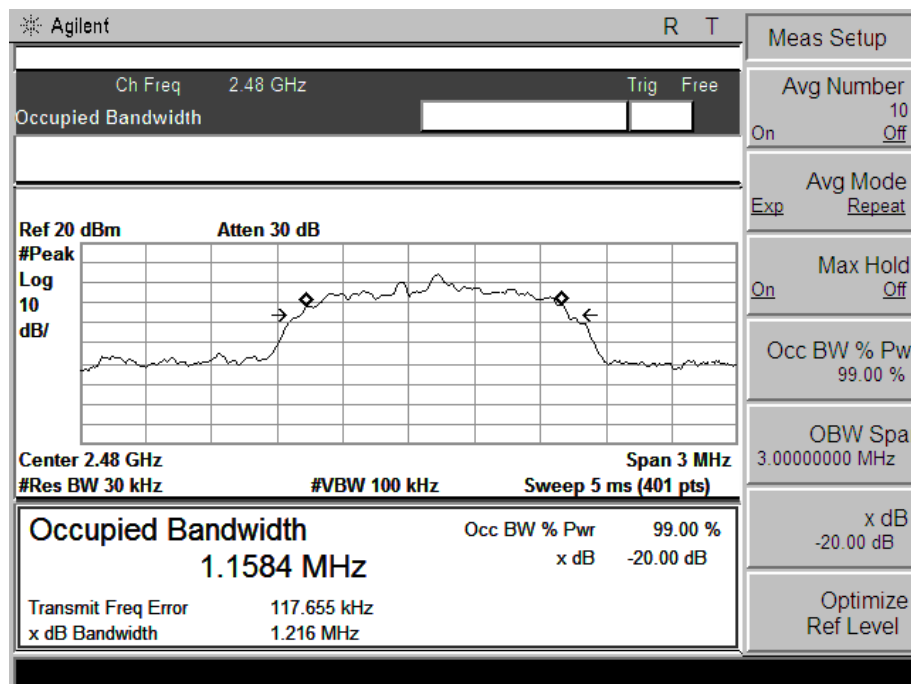 Agilent R T
Ch Freq 2.48 GHz Trig Free
Occupied Bandwidth
Ref 20 dBm Atten 30 dB
#Peak
Log
10
dB/
Center 2.48 GHz Span 3 MHz
#Res BW 30 kHz #VBW 100 kHz Sweep 5 ms (401 pts)
Occupied Bandwidth Occ BW % Pwr 99.00 %
1.1584 MHz x dB -20.00 dB
Transmit Freq Error 117.655 kHz
x dB Bandwidth 1.216 MHz
Meas Setup
Avg Number
10
On Off
Avg Mode
Exp Repeat
Max Hold
On Off
Occ BW % Pw
99.00 %
OBW Spa
3.00000000 MHz
x dB
-20.00 dB
Optimize
Ref Level